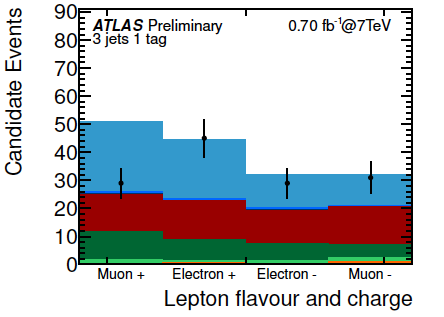 90
ATLAS Preliminary
0.70 fb⁻¹@7TeV
3 jets 1 tag
80
70
60
50
40
30
20
10
0
Candidate Events
Muon +
Electron +
Electron -
Muon -
Lepton flavour and charge